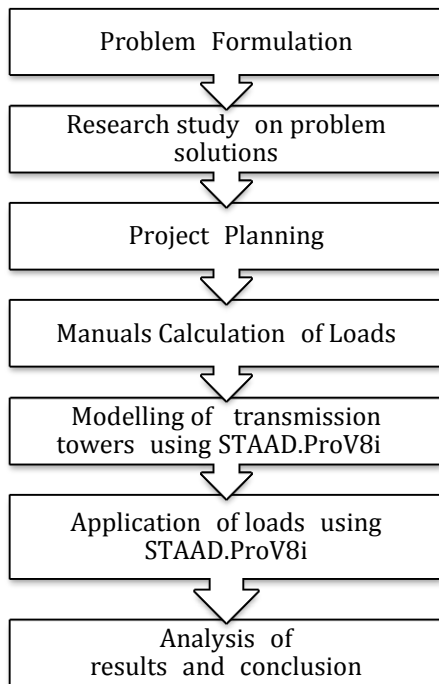 Problem Formulation
Research study on problem
solutions
Project Planning
Manuals Calculation of Loads
Modelling of transmission
towers using STAAD.ProV8i
Application of loads using
STAAD.ProV8i
Analysis of
results and conclusion